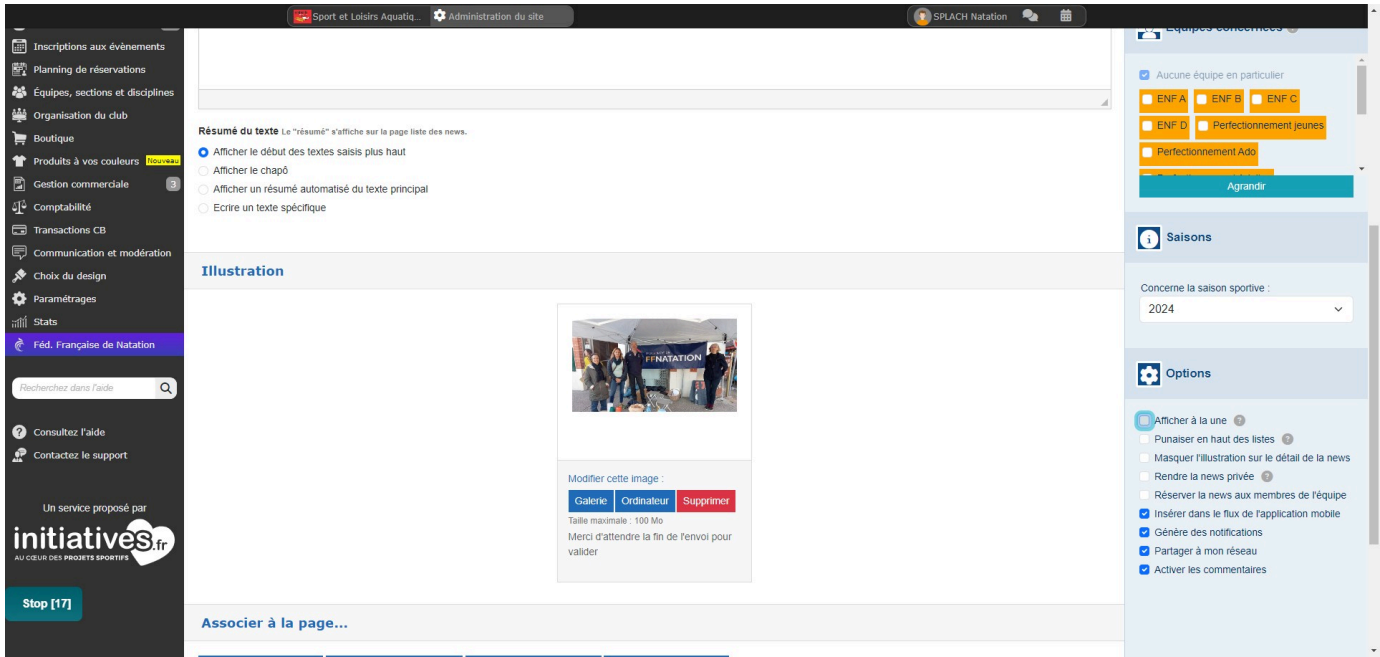 Sport et Loisirs Aquatiq...
Administration du site
SPLACH Natation
Inscriptions aux évènements
Planning de réservations
Équipes, sections et disciplines
Organisation du club
Boutique
Produits à vos couleurs Nouveau
Gestion commerciale 3
Comptabilité
Transactions CB
Communication et modération
Choix du design
Paramétrages
Stats
Féd. Française de Natation
Recherchez dans l'aide
Consultez l'aide
Contactez le support
Un service proposé par
initiatives.fr
AU CŒUR DES PROJETS SPORTIFS
Stop [17]
Résumé du texte Le "résumé" s'affiche sur la page liste des news.
Afficher le début des textes saisis plus haut
Afficher le chapô
Afficher un résumé automatisé du texte principal
Ecrire un texte spécifique
Illustration
FFNATATION
Modifier cette image :
Galerie Ordinateur Supprimer
Taille maximale : 100 Mo
Merci d'attendre la fin de l'envoi pour
valider
Associer à la page...
Equipes concernées
Aucune équipe en particulier
ENF A ENF B ENF C
ENF D Perfectionnement jeunes
Perfectionnement Ado
Agrandir
Saisons
Concerne la saison sportive :
2024
Options
Afficher à la une
Punaiser en haut des listes
Masquer l'illustration sur le détail de la news
Rendre la news privée
Réserver la news aux membres de l'équipe
Insérer dans le flux de l'application mobile
Génère des notifications
Partager à mon réseau
Activer les commentaires